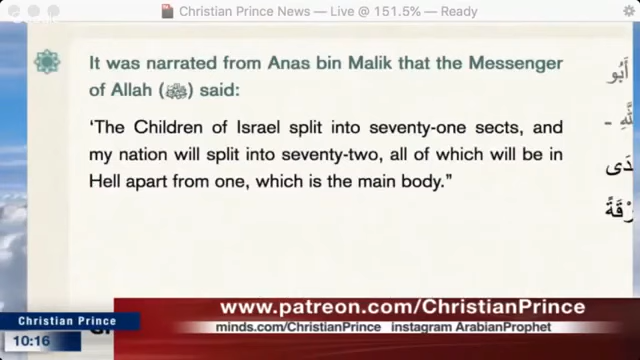 Christian Prince News — Live @ 151.5% — Ready
It was narrated from Anas bin Malik that the Messenger
of Allah (ﷺ) said:
‘The Children of Israel split into seventy-one sects, and
my nation will split into seventy-two, all of which will be in
Hell apart from one, which is the main body.”
www.patreon.com/ChristianPrince
Christian Prince
minds.com/ChristianPrince instagram ArabianProphet
10:16